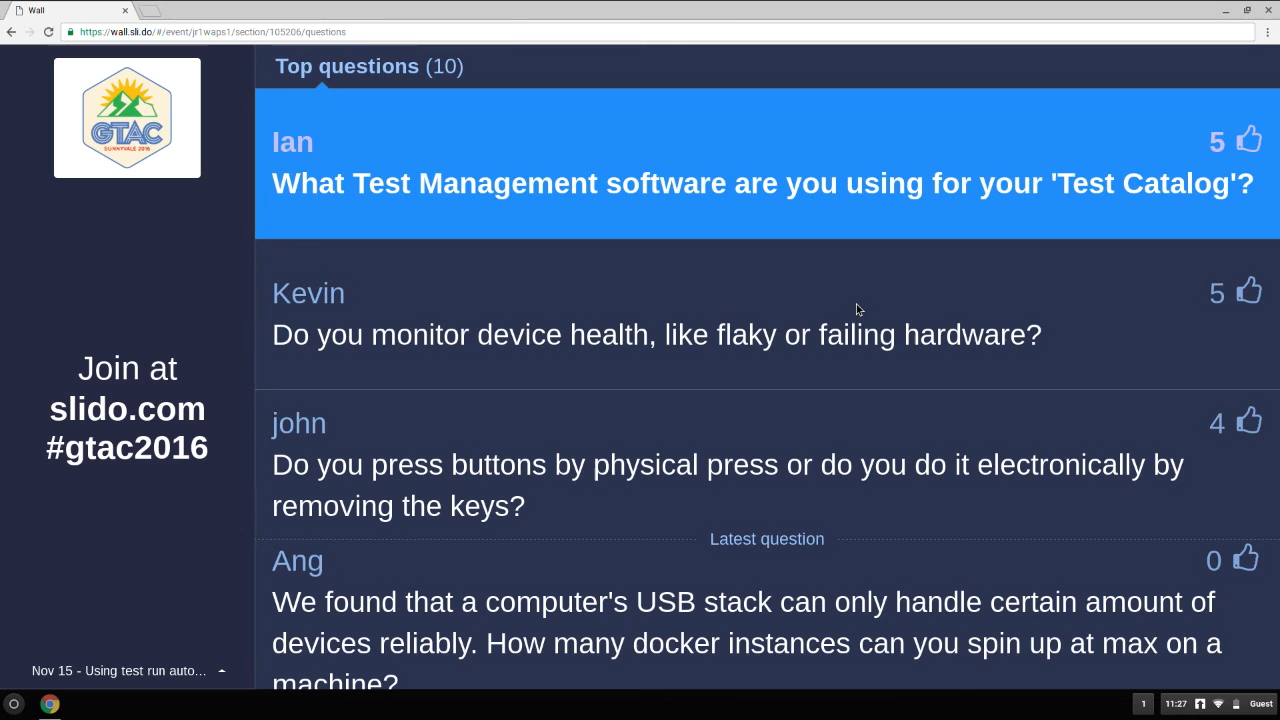 Wall
https://wall.sli.do/#/event/jr1waps1/section/105206/questions
GTAC
SUNNYVALE 2016
Join at
slido.com
#gtac2016
Nov 15 - Using test run auto...
Top questions (10)
Ian
5
What Test Management software are you using for your 'Test Catalog'?
Kevin
5
Do you monitor device health, like flaky or failing hardware?
john
4
Do you press buttons by physical press or do you do it electronically by
removing the keys?
Latest question
Ang
0
We found that a computer's USB stack can only handle certain amount of
devices reliably. How many docker instances can you spin up at max on a
machine?
1
11:27
Guest